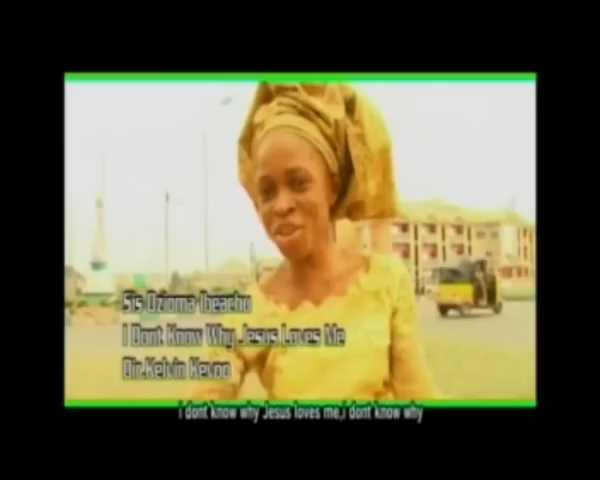 Sis Ozioma Ibeachu
I Dont Know Why Jesus Loves Me
Dir.Kelvin Kevoo
i dont know why Jesus loves me,i dont know why